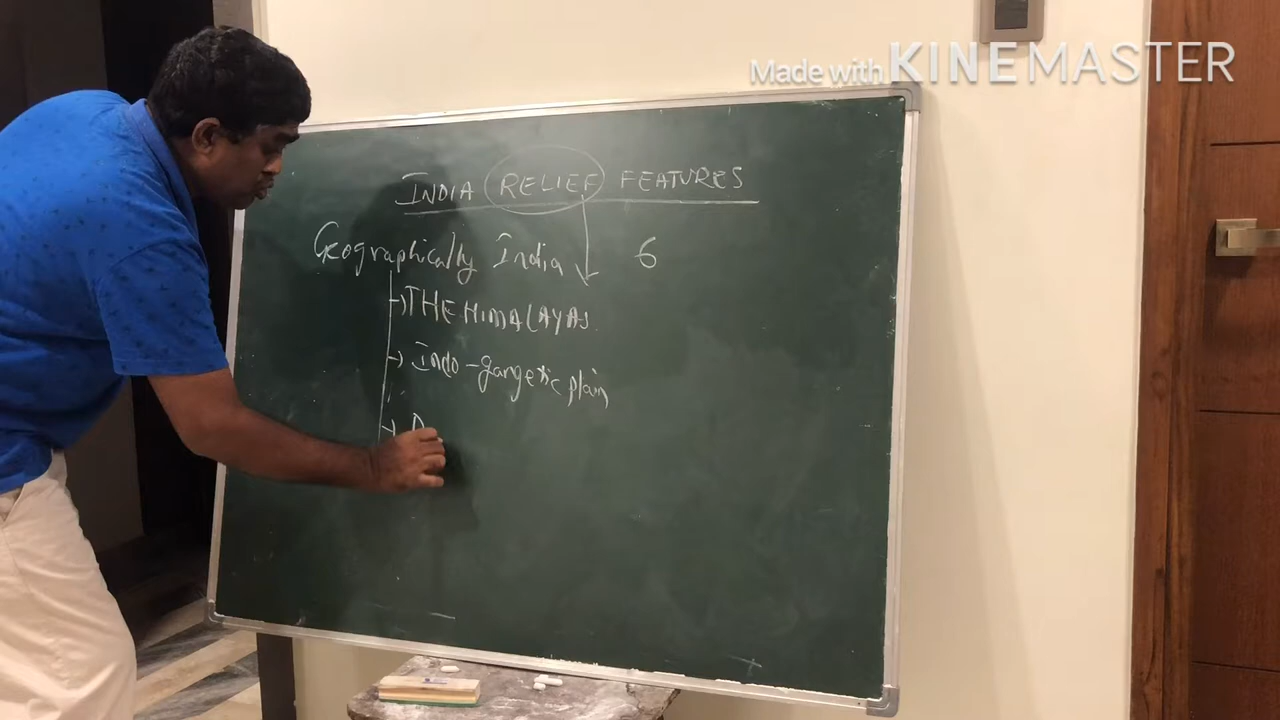 Made with KINEMASTER
INDIA RELIEF FEATURES
Geographically India 6
→ THE HIMALAYAS
→ Indo-gangetic plain
→